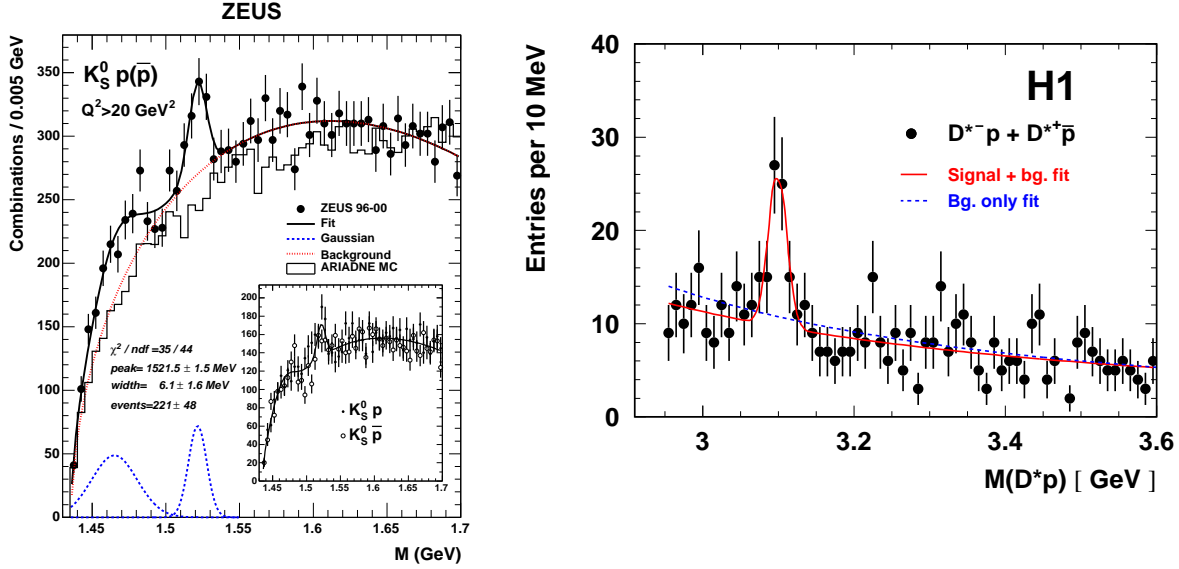 ZEUS
Combinations / 0.005 GeV
350
300
250
200
150
100
50
0
K⁰_S p(p̅)
Q²>20 GeV²
ZEUS 96-00
Fit
Gaussian
Background
ARIADNE MC
χ² / ndf =35 / 44
peak= 1521.5 ± 1.5 MeV
width= 6.1 ± 1.6 MeV
events=221 ± 48
200
180
160
140
120
100
80
60
40
20
0
K⁰_S p
K⁰_S p̅
1.45 1.5 1.55 1.6 1.65 1.7
1.45 1.5 1.55 1.6 1.65 1.7
M (GeV)
Entries per 10 MeV
40
30
20
10
0
H1
D*⁻p + D*⁺p̅
Signal + bg. fit
Bg. only fit
3 3.2 3.4 3.6
M(D*p) [ GeV ]